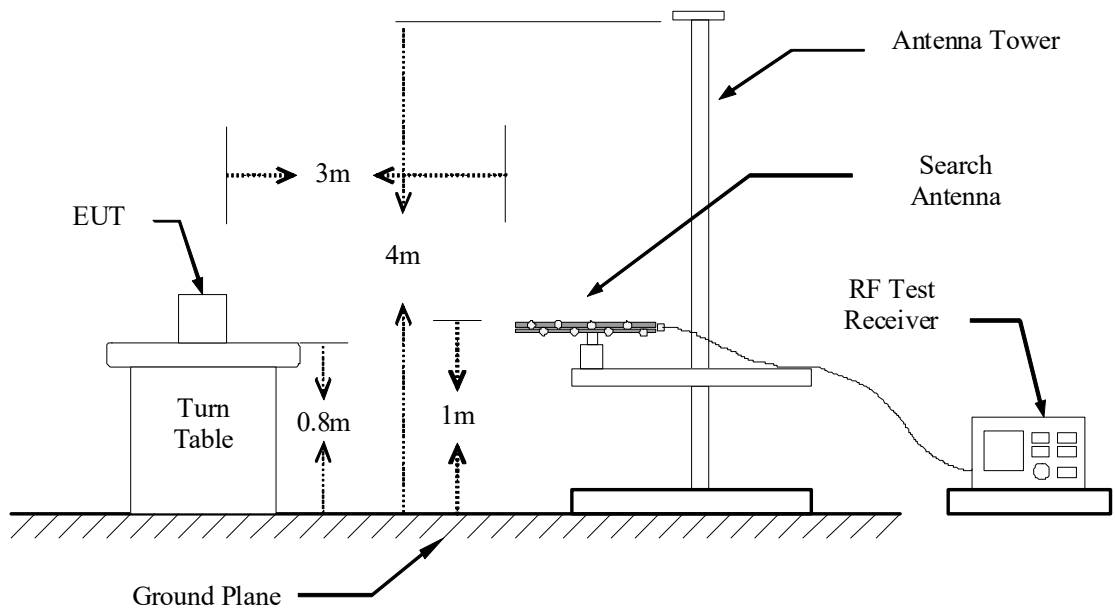 Antenna Tower
3m
Search
Antenna
EUT
4m
RF Test
Receiver
Turn
Table
0.8m
1m
Ground Plane